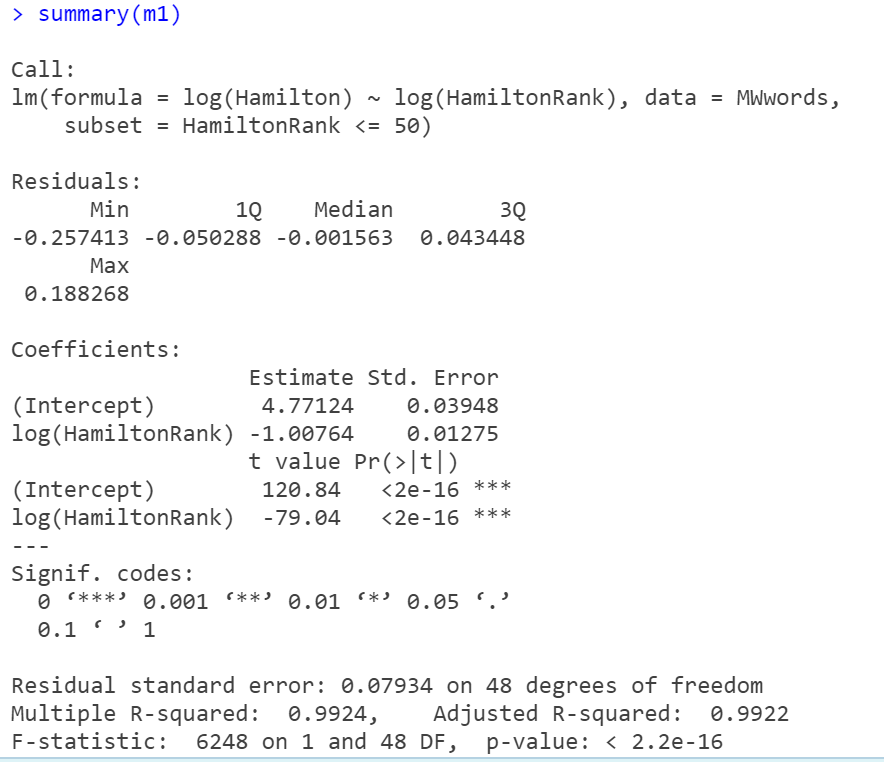 > summary(m1)
Call:
lm(formula = log(Hamilton) ~ log(HamiltonRank), data = MWwords,
    subset = HamiltonRank <= 50)
Residuals:
      Min        1Q    Median        3Q
-0.257413 -0.050288 -0.001563  0.043448
      Max
 0.188268
Coefficients:
                  Estimate Std. Error
(Intercept)        4.77124    0.03948
log(HamiltonRank) -1.00764    0.01275
                  t value Pr(>|t|)
(Intercept)        120.84   <2e-16 ***
log(HamiltonRank)  -79.04   <2e-16 ***
---
Signif. codes:
  0 ‘***’ 0.001 ‘**’ 0.01 ‘*’ 0.05 ‘.’
  0.1 ‘ ’ 1
Residual standard error: 0.07934 on 48 degrees of freedom
Multiple R-squared:  0.9924,    Adjusted R-squared:  0.9922
F-statistic:  6248 on 1 and 48 DF,  p-value: < 2.2e-16